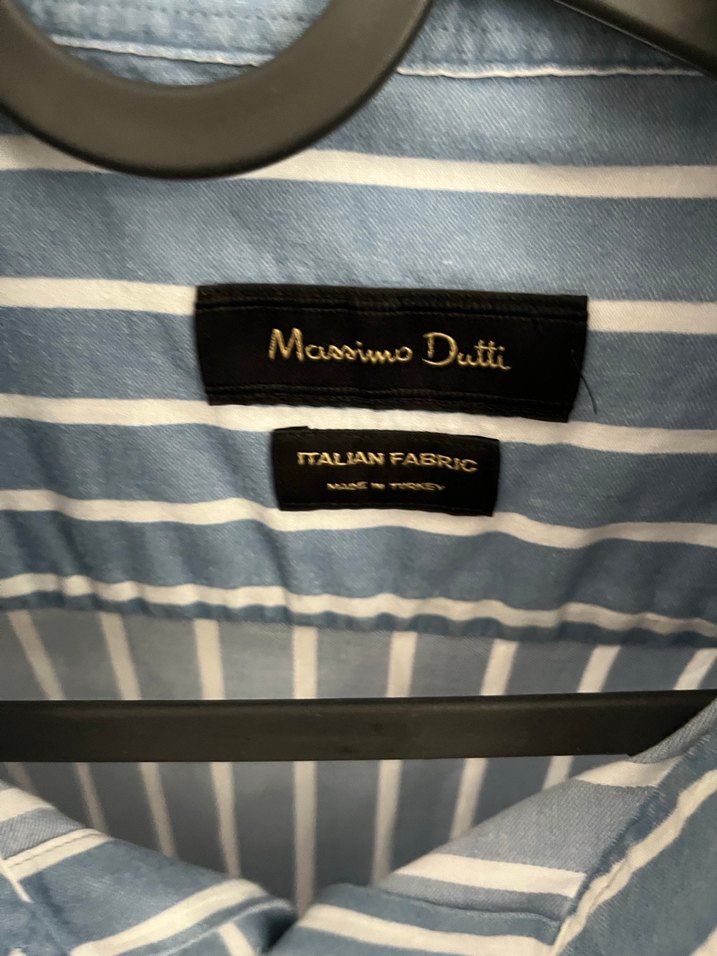 Massimo Dutti
ITALIAN FABRIC
MADE IN TURKEY